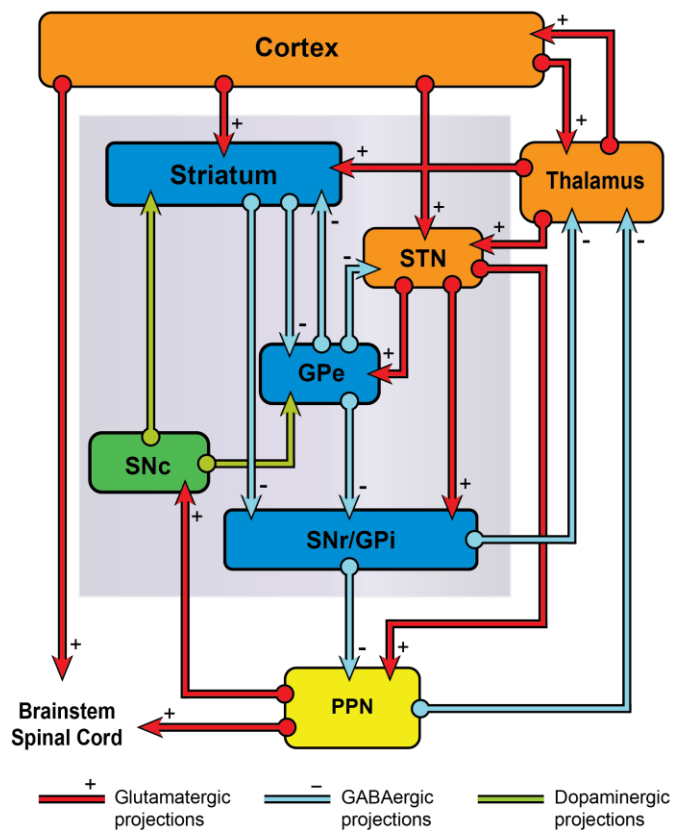 Cortex
+
+
+
+
Striatum
+
Thalamus
+
+
-
-
-
STN
-
-
+
GPe
SNc
-
-
+
+
SNr/GPi
-
+
+
PPN
Brainstem
Spinal Cord
+
+ Glutamatergic
projections
− GABAergic
projections
Dopaminergic
projections